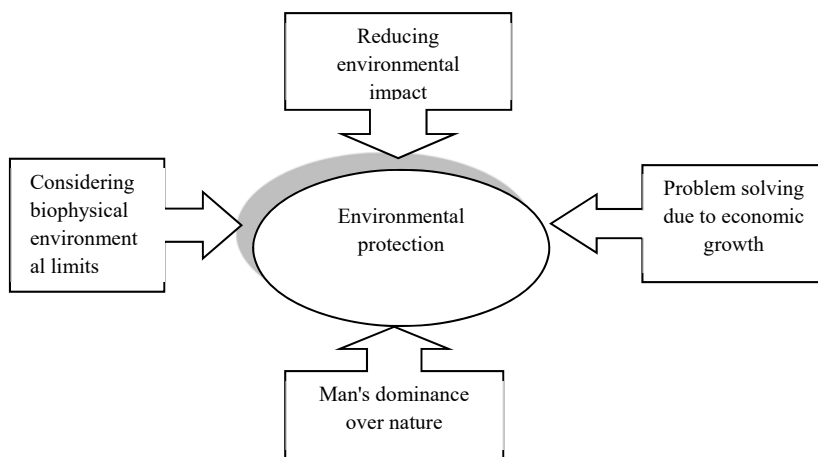 Reducing
environmental
impact
Considering
biophysical
environment
al limits
Environmental
protection
Problem solving
due to economic
growth
Man's dominance
over nature